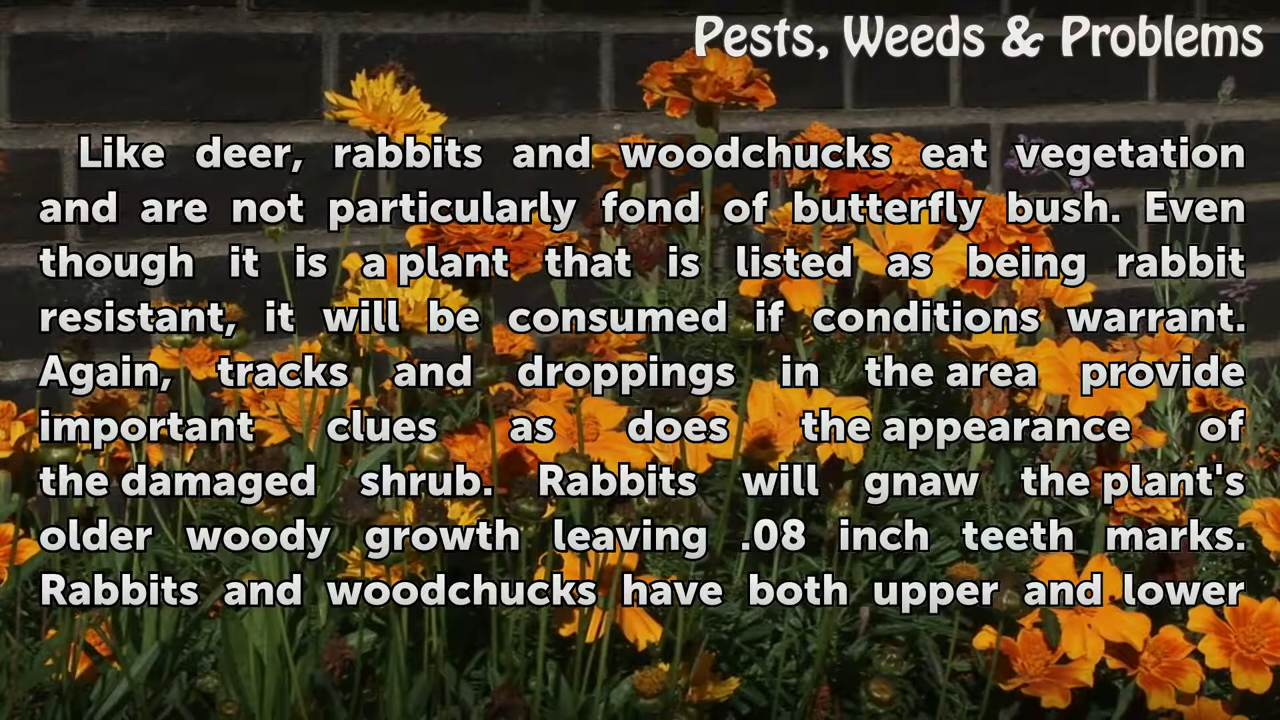 Pests, Weeds & Problems
Like deer, rabbits and woodchucks eat vegetation
and are not particularly fond of butterfly bush. Even
though it is a plant that is listed as being rabbit
resistant, it will be consumed if conditions warrant.
Again, tracks and droppings in the area provide
important clues as does the appearance of
the damaged shrub. Rabbits will gnaw the plant's
older woody growth leaving .08 inch teeth marks.
Rabbits and woodchucks have both upper and lower